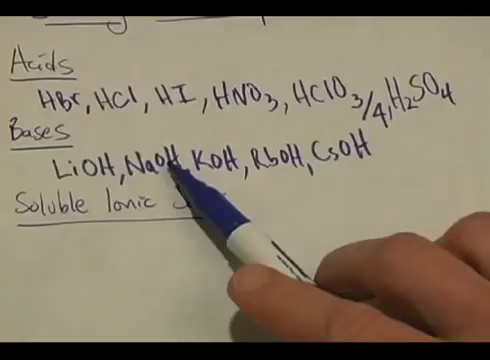 Acids
HBr, HCl, HI, HNO3, HClO3/4, H2SO4
Bases
LiOH, NaOH, KOH, RbOH, CsOH
Soluble Ionic